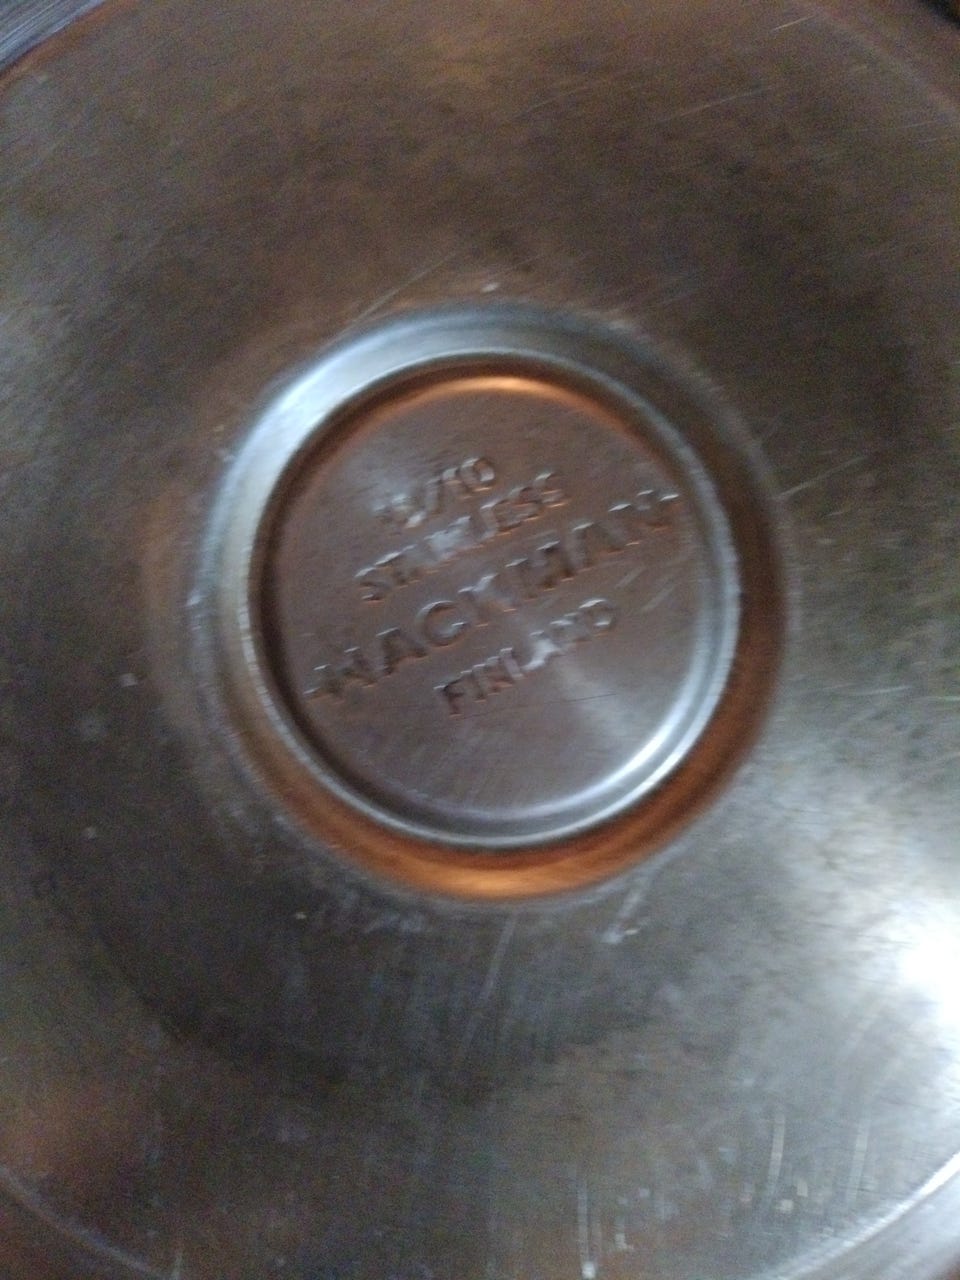 18/10
STAINLESS
-HACKMAN-
FINLAND